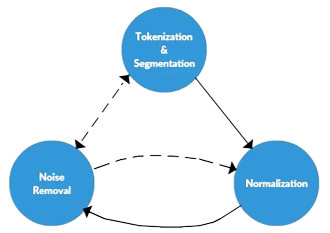 Tokenization
&
Segmentation
Noise
Removal
Normalization